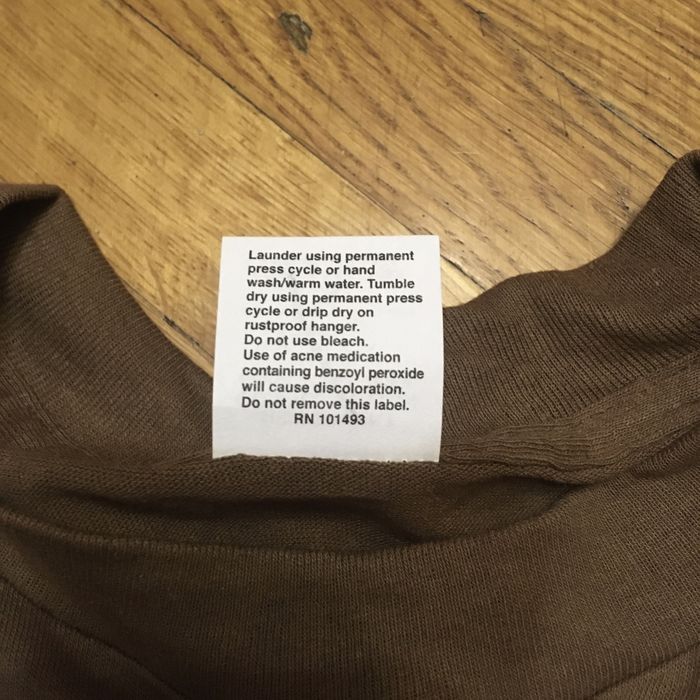 Launder using permanent
press cycle or hand
wash/warm water. Tumble
dry using permanent press
cycle or drip dry on
rustproof hanger.
Do not use bleach.
Use of acne medication
containing benzoyl peroxide
will cause discoloration.
Do not remove this label.
RN 101493